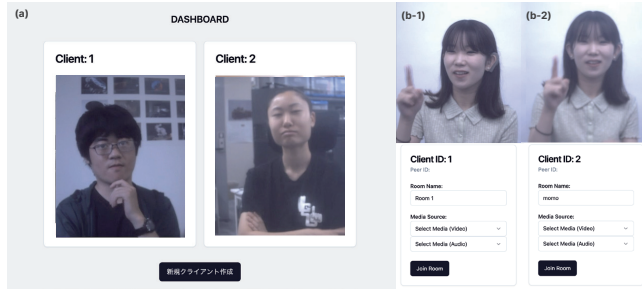 (a)
DASHBOARD
Client: 1
Client: 2
新規クライアント作成
(b-1)
(b-2)
Client ID: 1
Peer ID:
Room Name:
Room 1
Media Source:
Select Media (Video)
Select Media (Audio)
Join Room
Client ID: 2
Peer ID:
Room Name:
momo
Media Source:
Select Media (Video)
Select Media (Audio)
Join Room